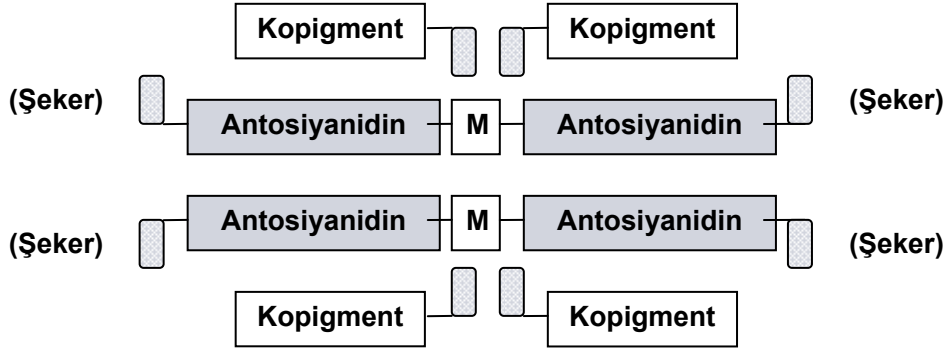 Kopigment Kopigment
(Şeker) (Şeker)
Antosiyanidin M Antosiyanidin
Antosiyanidin M Antosiyanidin
(Şeker) (Şeker)
Kopigment Kopigment